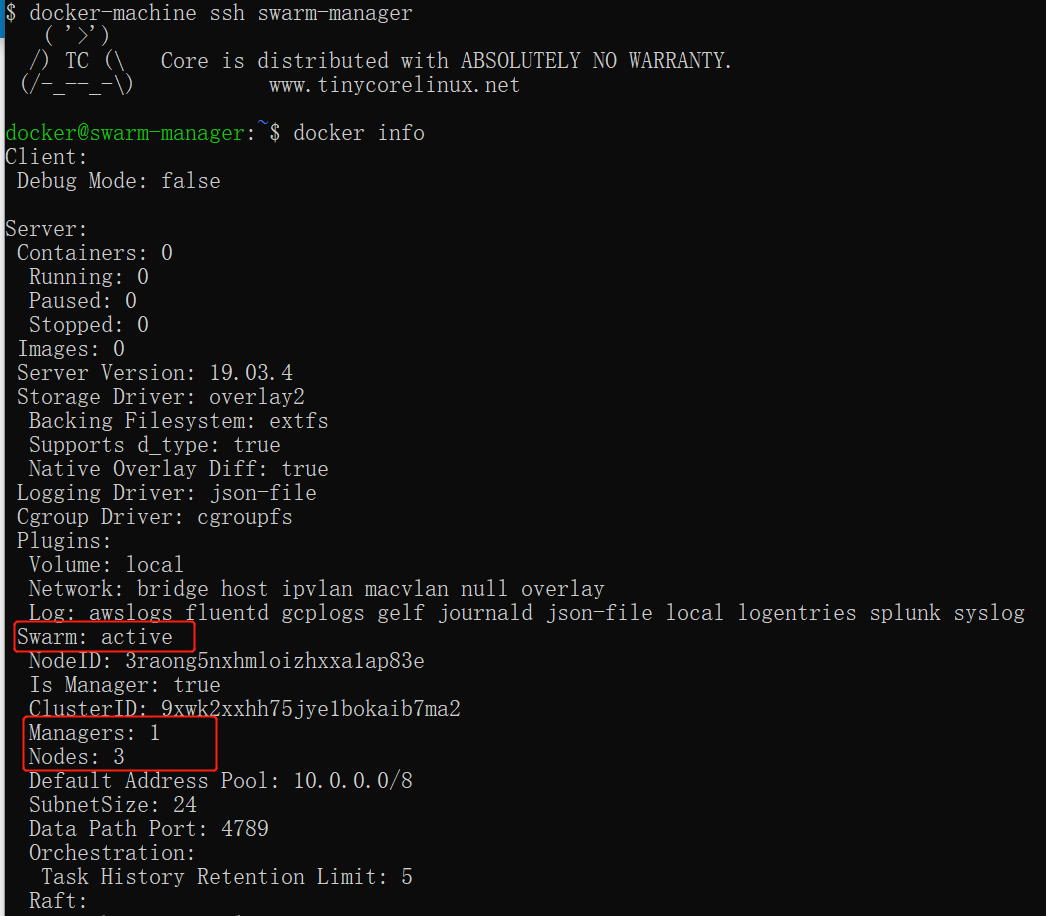 $ docker-machine ssh swarm-manager
( '>')
/) TC (\ Core is distributed with ABSOLUTELY NO WARRANTY.
(/-_--_-\) www.tinycorelinux.net
docker@swarm-manager:~$ docker info
Client:
Debug Mode: false
Server:
Containers: 0
Running: 0
Paused: 0
Stopped: 0
Images: 0
Server Version: 19.03.4
Storage Driver: overlay2
Backing Filesystem: extfs
Supports d_type: true
Native Overlay Diff: true
Logging Driver: json-file
Cgroup Driver: cgroupfs
Plugins:
Volume: local
Network: bridge host ipvlan macvlan null overlay
Log: awslogs fluentd gcplogs gelf journald json-file local logentries splunk syslog
Swarm: active
NodeID: 3raong5nxhmloizhxxa1ap83e
Is Manager: true
ClusterID: 9xwk2xxhh75jye1bokaib7ma2
Managers: 1
Nodes: 3
Default Address Pool: 10.0.0.0/8
SubnetSize: 24
Data Path Port: 4789
Orchestration:
Task History Retention Limit: 5
Raft: